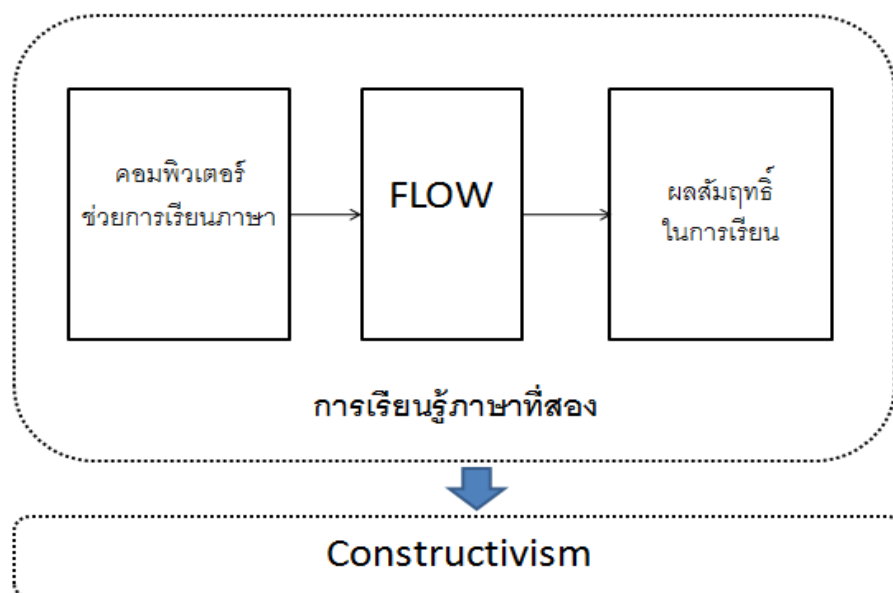 คอมพิวเตอร์
ช่วยการเรียนภาษา
FLOW
ผลสัมฤทธิ์
ในการเรียน
การเรียนรู้ภาษาที่สอง
Constructivism